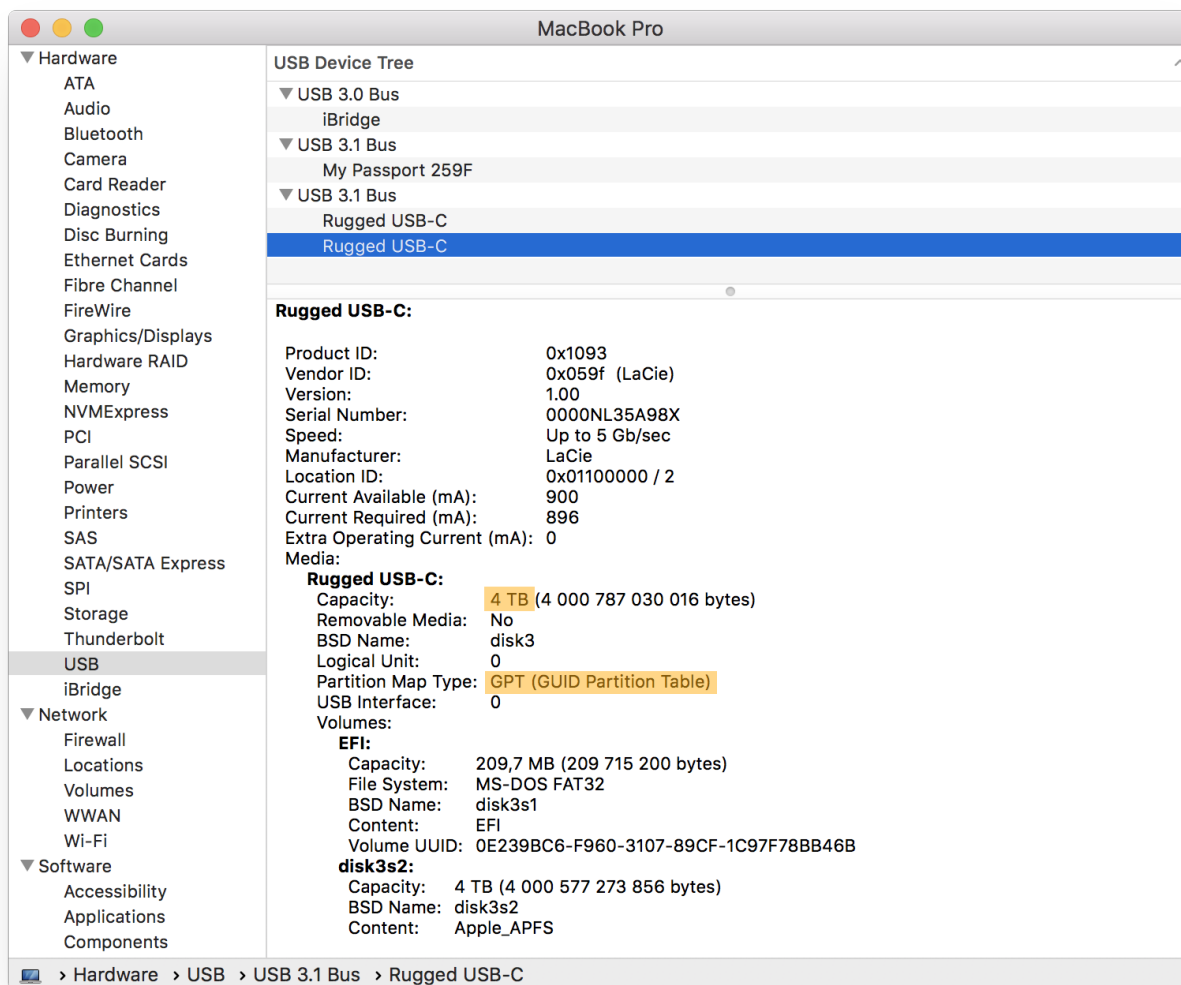 MacBook Pro
Hardware
ATA
Audio
Bluetooth
Camera
Card Reader
Diagnostics
Disc Burning
Ethernet Cards
Fibre Channel
FireWire
Graphics/Displays
Hardware RAID
Memory
NVMExpress
PCI
Parallel SCSI
Power
Printers
SAS
SATA/SATA Express
SPI
Storage
Thunderbolt
USB
iBridge
Network
Firewall
Locations
Volumes
WWAN
Wi-Fi
Software
Accessibility
Applications
Components
USB Device Tree
USB 3.0 Bus
iBridge
USB 3.1 Bus
My Passport 259F
USB 3.1 Bus
Rugged USB-C
Rugged USB-C
Rugged USB-C:
Product ID: 0x1093
Vendor ID: 0x059f (LaCie)
Version: 1.00
Serial Number: 0000NL35A98X
Speed: Up to 5 Gb/sec
Manufacturer: LaCie
Location ID: 0x01100000 / 2
Current Available (mA): 900
Current Required (mA): 896
Extra Operating Current (mA): 0
Media:
Rugged USB-C:
Capacity: 4 TB (4 000 787 030 016 bytes)
Removable Media: No
BSD Name: disk3
Logical Unit: 0
Partition Map Type: GPT (GUID Partition Table)
USB Interface: 0
Volumes:
EFI:
Capacity: 209,7 MB (209 715 200 bytes)
File System: MS-DOS FAT32
BSD Name: disk3s1
Content: EFI
Volume UUID: 0E239BC6-F960-3107-89CF-1C97F78BB46B
disk3s2:
Capacity: 4 TB (4 000 577 273 856 bytes)
BSD Name: disk3s2
Content: Apple_APFS
› Hardware › USB › USB 3.1 Bus › Rugged USB-C